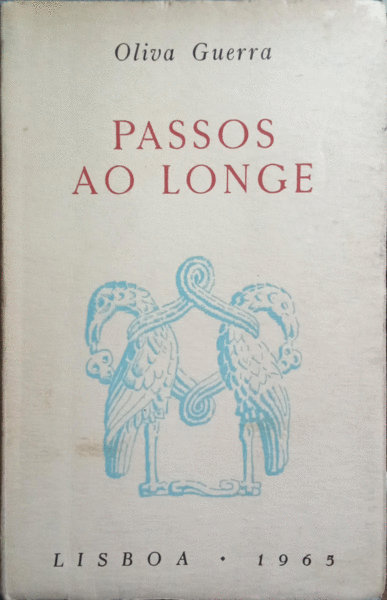 Oliva Guerra
PASSOS
AO LONGE
LISBOA • 1965